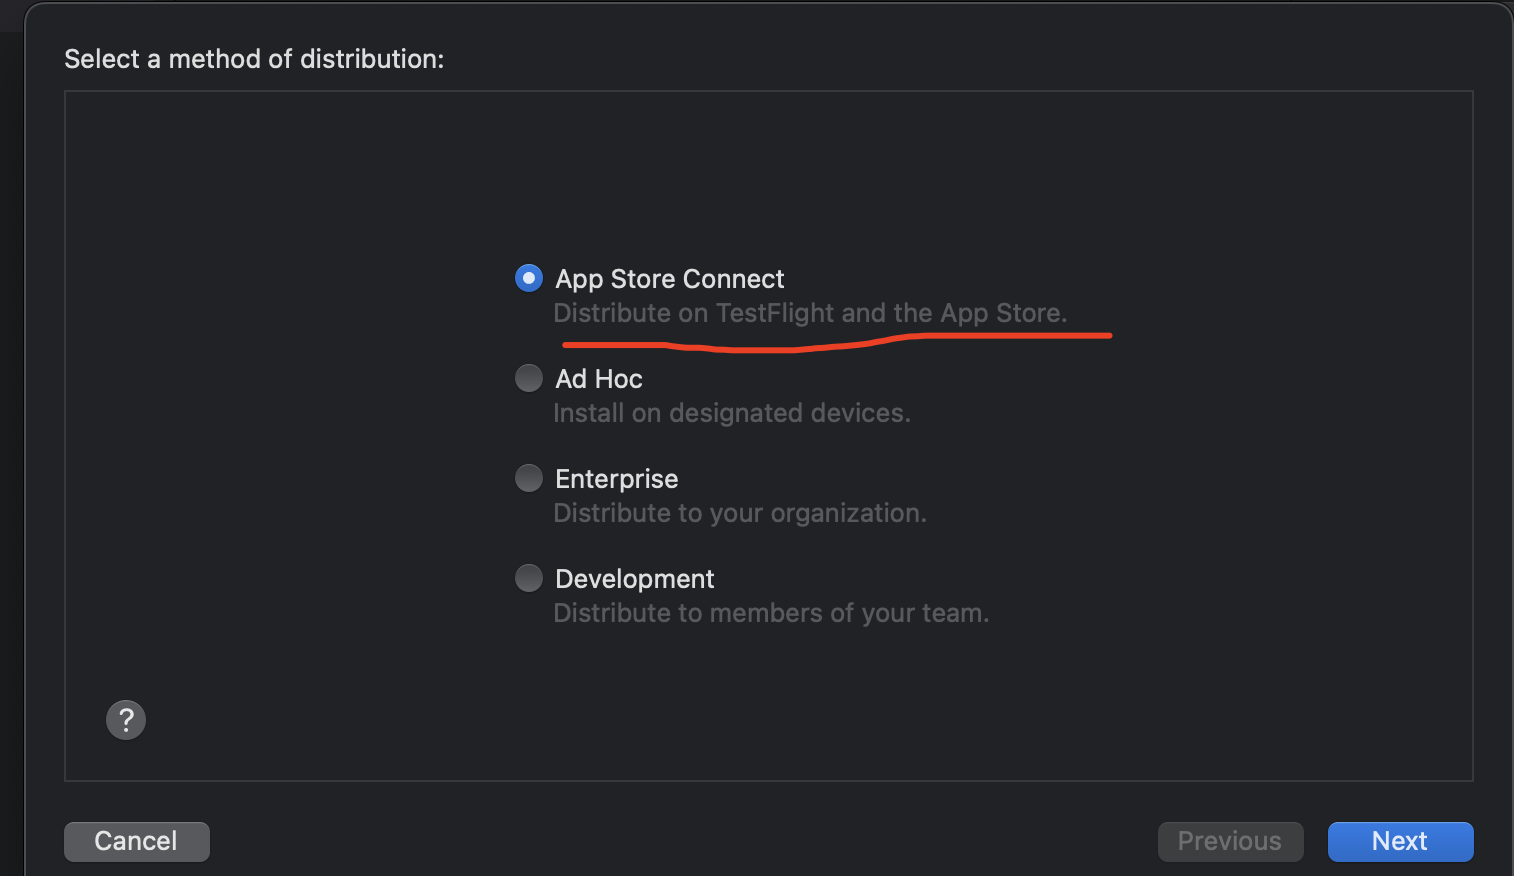 Select a method of distribution:
App Store Connect
Distribute on TestFlight and the App Store.
Ad Hoc
Install on designated devices.
Enterprise
Distribute to your organization.
Development
Distribute to members of your team.
?
Cancel
Previous
Next